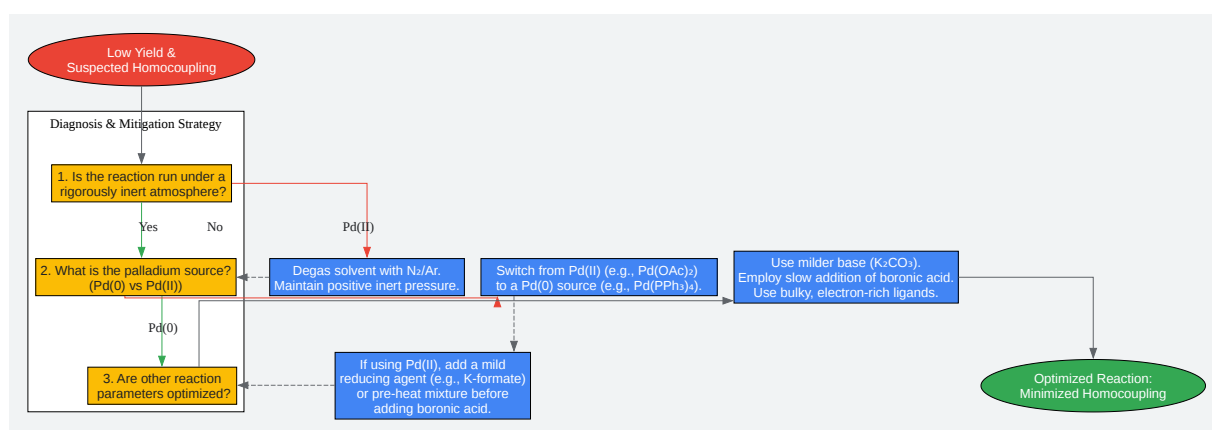 Low Yield &
Suspected Homocoupling
Diagnosis & Mitigation Strategy
1. Is the reaction run under a
rigorously inert atmosphere?
Yes
No
Pd(II)
2. What is the palladium source?
(Pd(0) vs Pd(II))
Degas solvent with N₂/Ar.
Maintain positive inert pressure.
Switch from Pd(II) (e.g., Pd(OAc)₂)
to a Pd(0) source (e.g., Pd(PPh₃)₄).
Use milder base (K₂CO₃).
Employ slow addition of boronic acid.
Use bulky, electron-rich ligands.
Pd(0)
3. Are other reaction
parameters optimized?
If using Pd(II), add a mild
reducing agent (e.g., K-formate)
or pre-heat mixture before
adding boronic acid.
Optimized Reaction:
Minimized Homocoupling